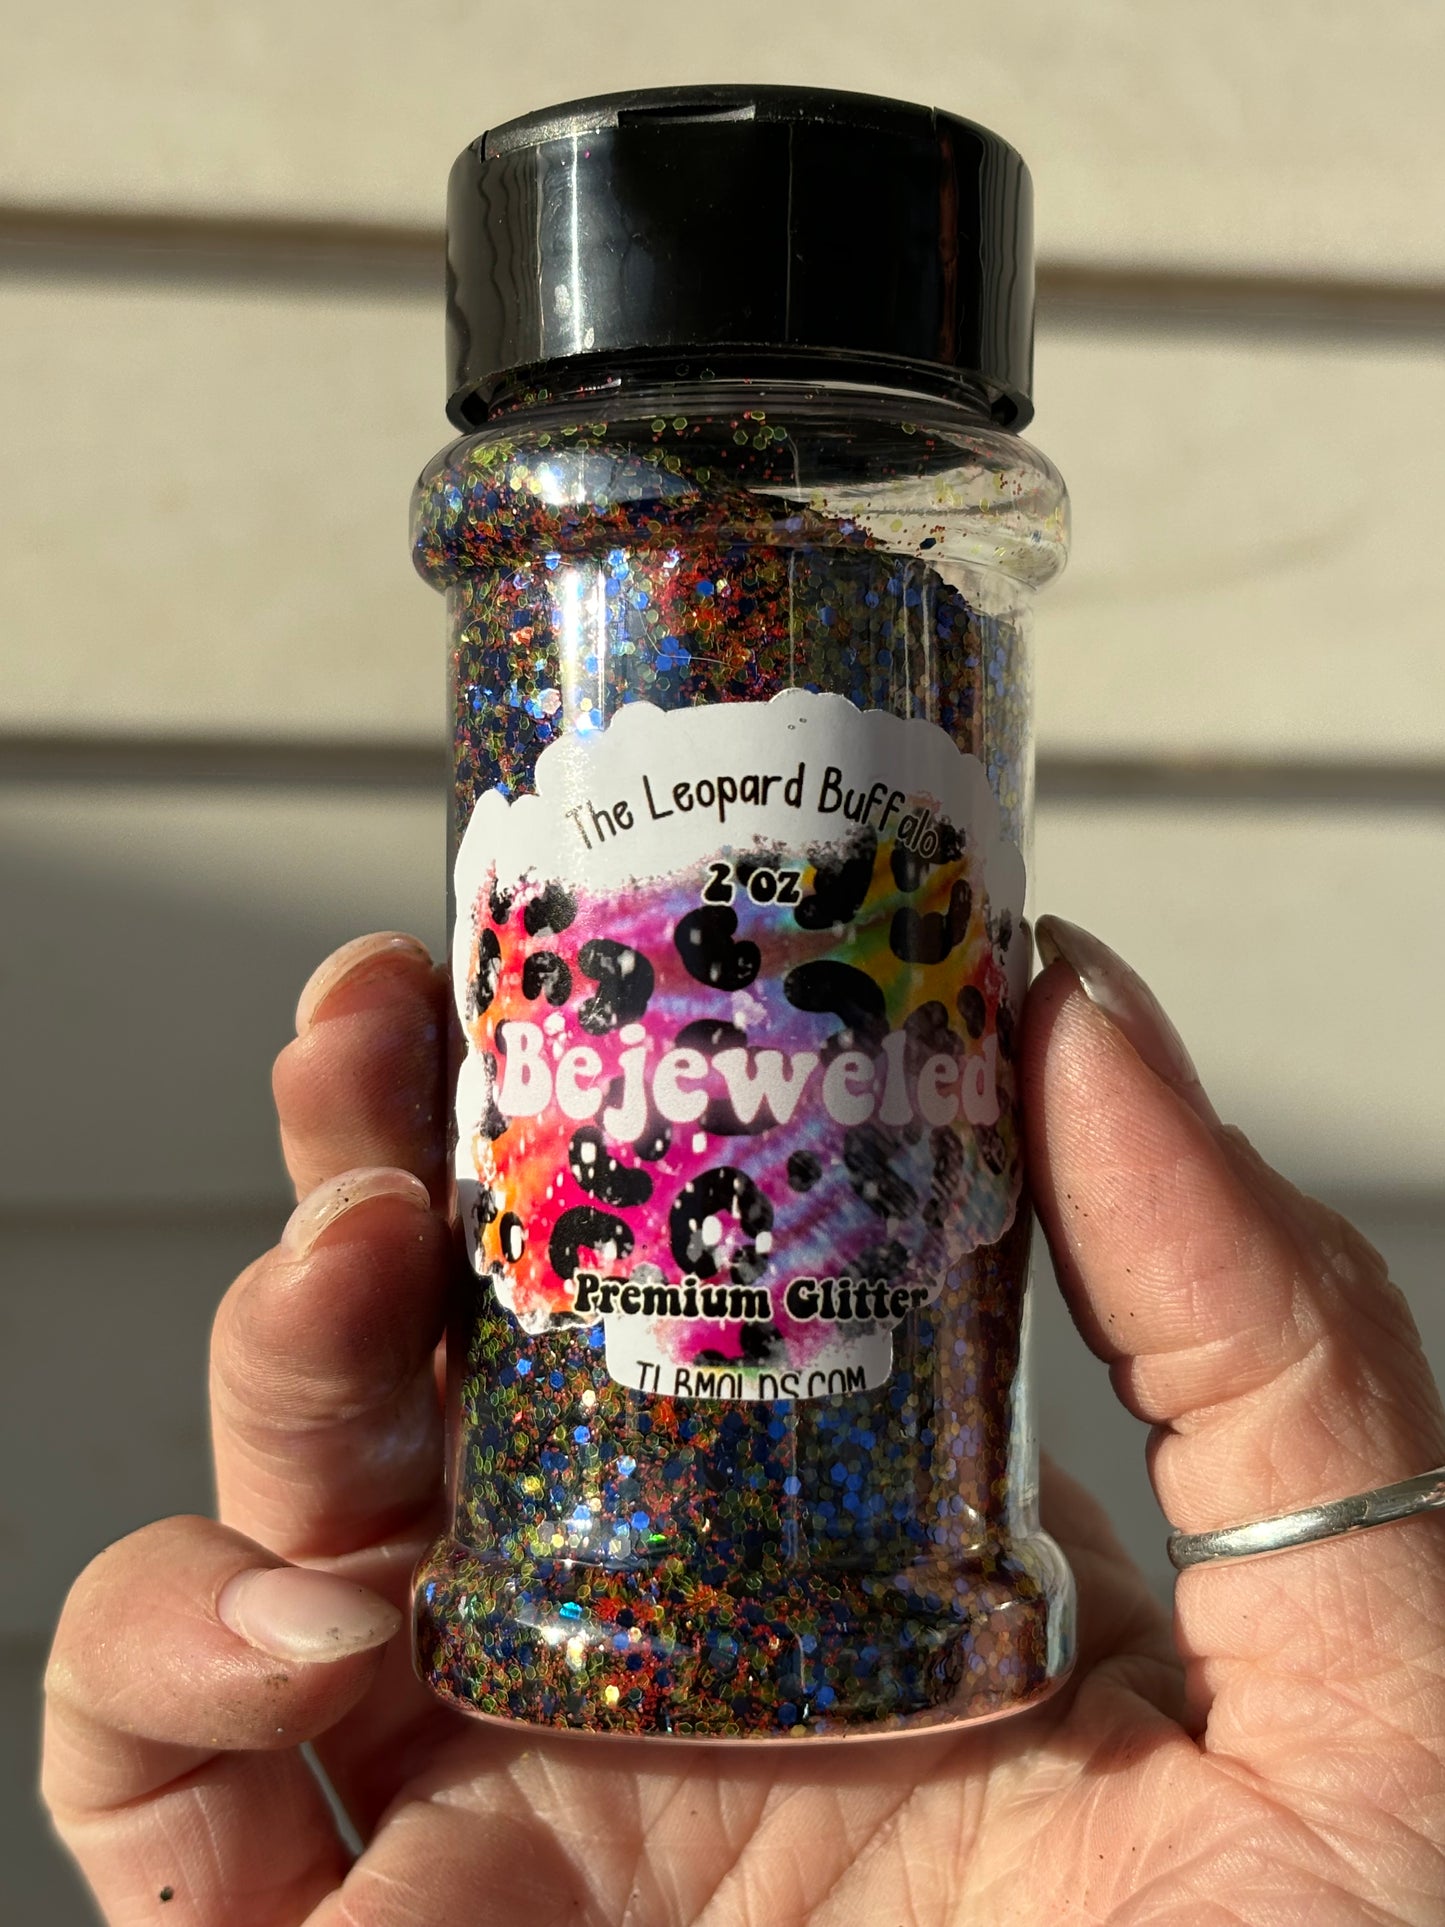 The Leopard Buffalo
2 oz
Bejeweled
Premium Glitter
TLBMOLDS.COM